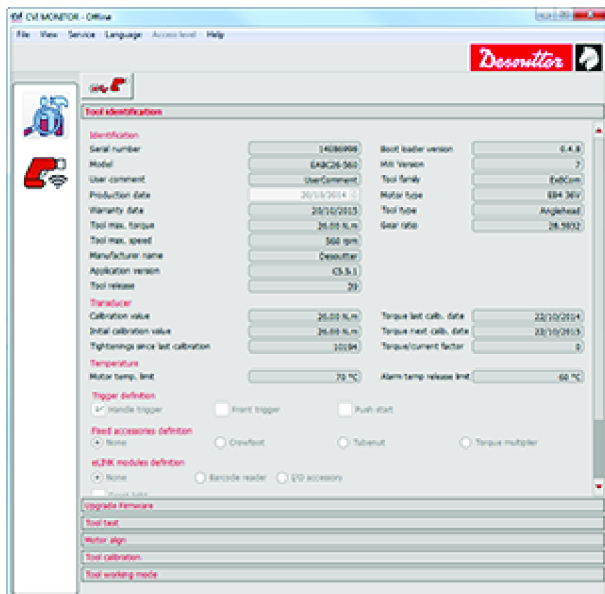 CVI MONITOR - Offline
File View Service Language Access level Help
Desoutter
Tool identification
Identification
Serial number 14G86998 Boot loader version 0.4.8
Model EABC26-560 HW Version 7
User comment UserComment Tool family
Production date 20/10/2014 Motor type EB4 36V
Warranty date 20/10/2015 Tool type Anglehead
Tool max. torque 26.00 N.m Gear ratio
Tool max. speed 560 rpm
Manufacturer name Desoutter
Application version C5.5.1
Tool release 29
Transducer
Calibration value 26.00 N.m Torque last calib. date 22/10/2014
Initial calibration value 26.00 N.m Torque next calib. date 22/10/2015
Tightenings since last calibration 10194 Torque/current factor 0
Temperature
Motor temp. limit 70 °C Alarm temp release limit 60 °C
Trigger definition
Handle trigger Front trigger Push start
Fixed accessories definition
None Crowfoot Tubenut Torque multiplier
eLINK modules definition
None Barcode reader I/O accessory
Front light
Upgrade Firmware
Tool test
Motor align
Tool calibration
Tool working mode